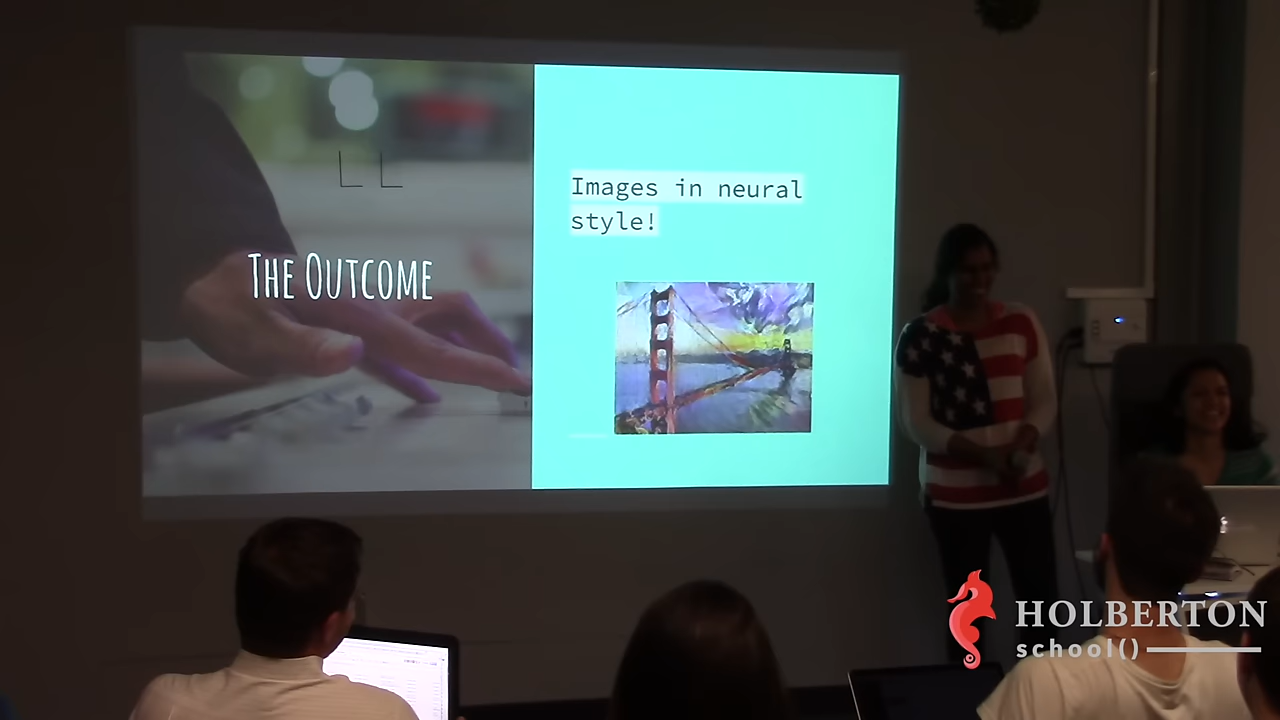 THE OUTCOME
Images in neural
style!
HOLBERTON
school()